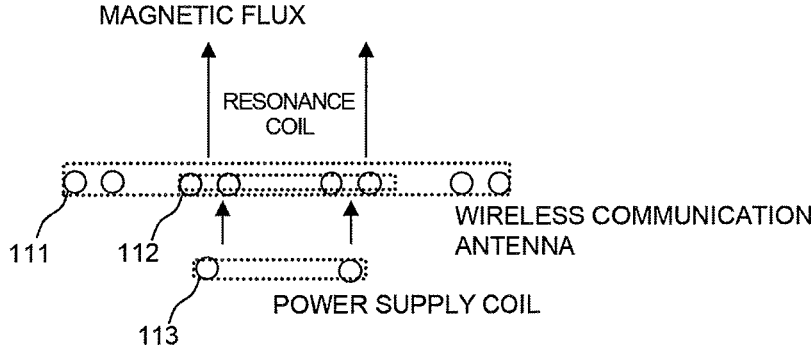 MAGNETIC FLUX
RESONANCE
COIL
WIRELESS COMMUNICATION
ANTENNA
111
112
POWER SUPPLY COIL
113